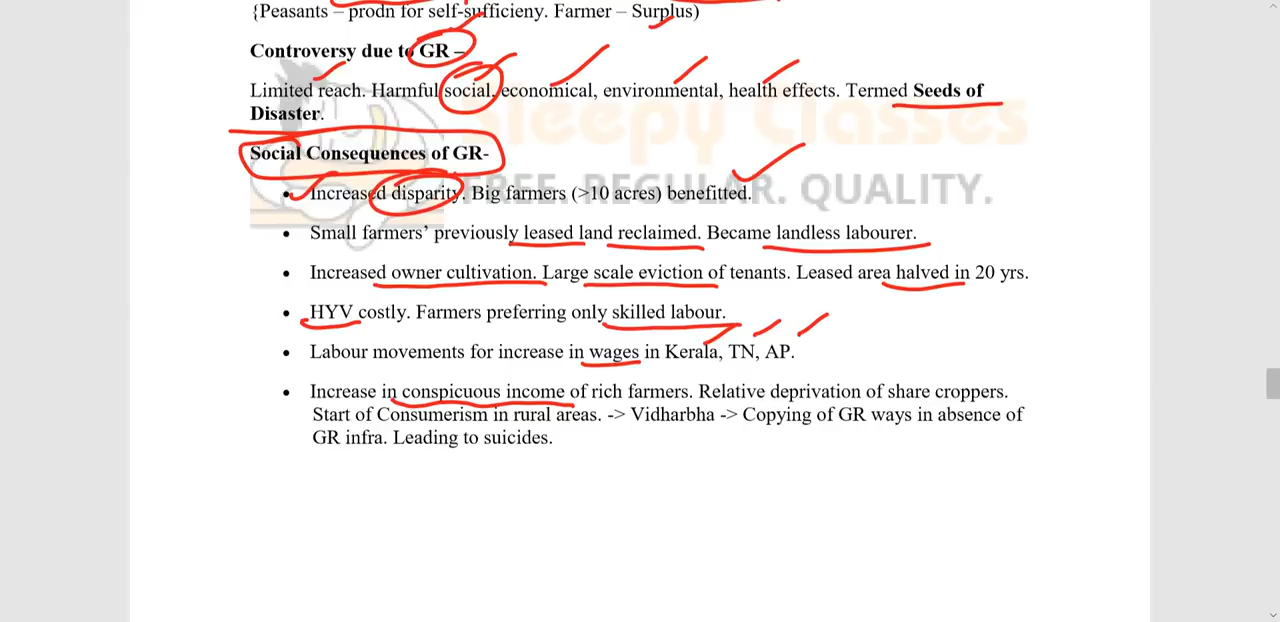 {Peasants – prodn for self-sufficieny. Farmer – Surplus)
Controversy due to GR –
Limited reach. Harmful social, economical, environmental, health effects. Termed Seeds of
Disaster.
Sleepy Classes
Social Consequences of GR-
FREE. REGULAR. QUALITY.
• Increased disparity. Big farmers (>10 acres) benefitted.
• Small farmers’ previously leased land reclaimed. Became landless labourer.
• Increased owner cultivation. Large scale eviction of tenants. Leased area halved in 20 yrs.
• HYV costly. Farmers preferring only skilled labour.
• Labour movements for increase in wages in Kerala, TN, AP.
• Increase in conspicuous income of rich farmers. Relative deprivation of share croppers.
Start of Consumerism in rural areas. -> Vidharbha -> Copying of GR ways in absence of
GR infra. Leading to suicides.